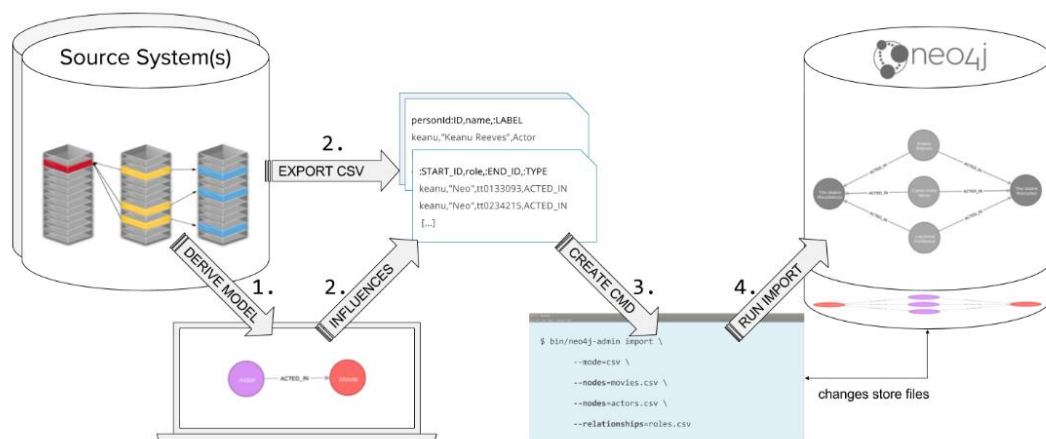 Source System(s)
2.
EXPORT CSV
personId:ID,name,:LABEL
keanu,"Keanu Reeves",Actor
:START_ID,role,:END_ID,:TYPE
keanu,"Neo",tt0133093,ACTED_IN
keanu,"Neo",tt0234215,ACTED_IN
[...]
neo4j
ACTED_IN
ACTED_IN
ACTED_IN
ACTED_IN
ACTED_IN
ACTED_IN
1.
DERIVE MODEL
2.
INFLUENCES
3.
CREATE CMD
4.
RUN IMPORT
Actor
ACTED_IN
Movie
$ bin/neo4j-admin import \
--mode=csv \
--nodes=movies.csv \
--nodes=actors.csv \
--relationships=roles.csv
changes store files